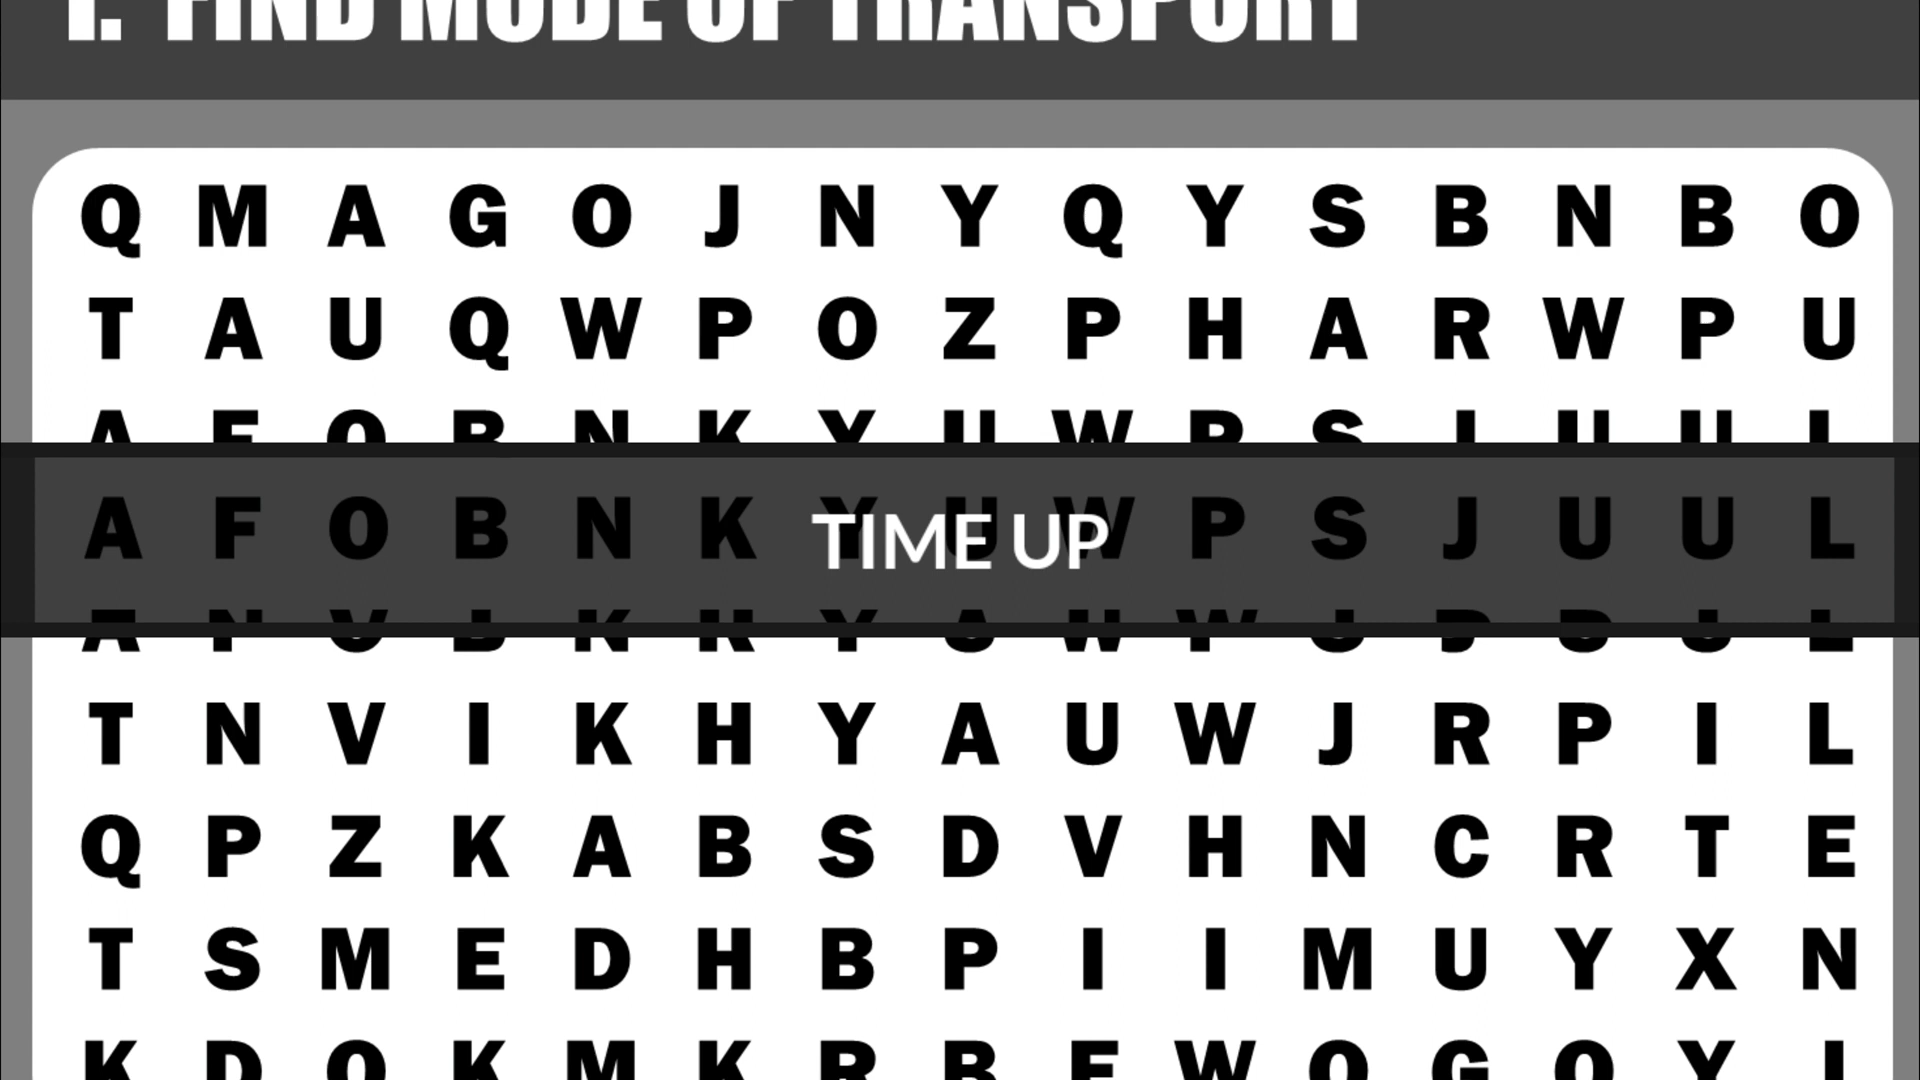 1. FIND MODE OF TRANSPORT
Q M A G O J N Y Q Y S B N B O
T A U Q W P O Z P H A R W P U
A F O B N K Y U W P S J U U L
TIME UP
T N V I K H Y A U W J R P I L
Q P Z K A B S D V H N C R T E
T S M E D H B P I I M U Y X N